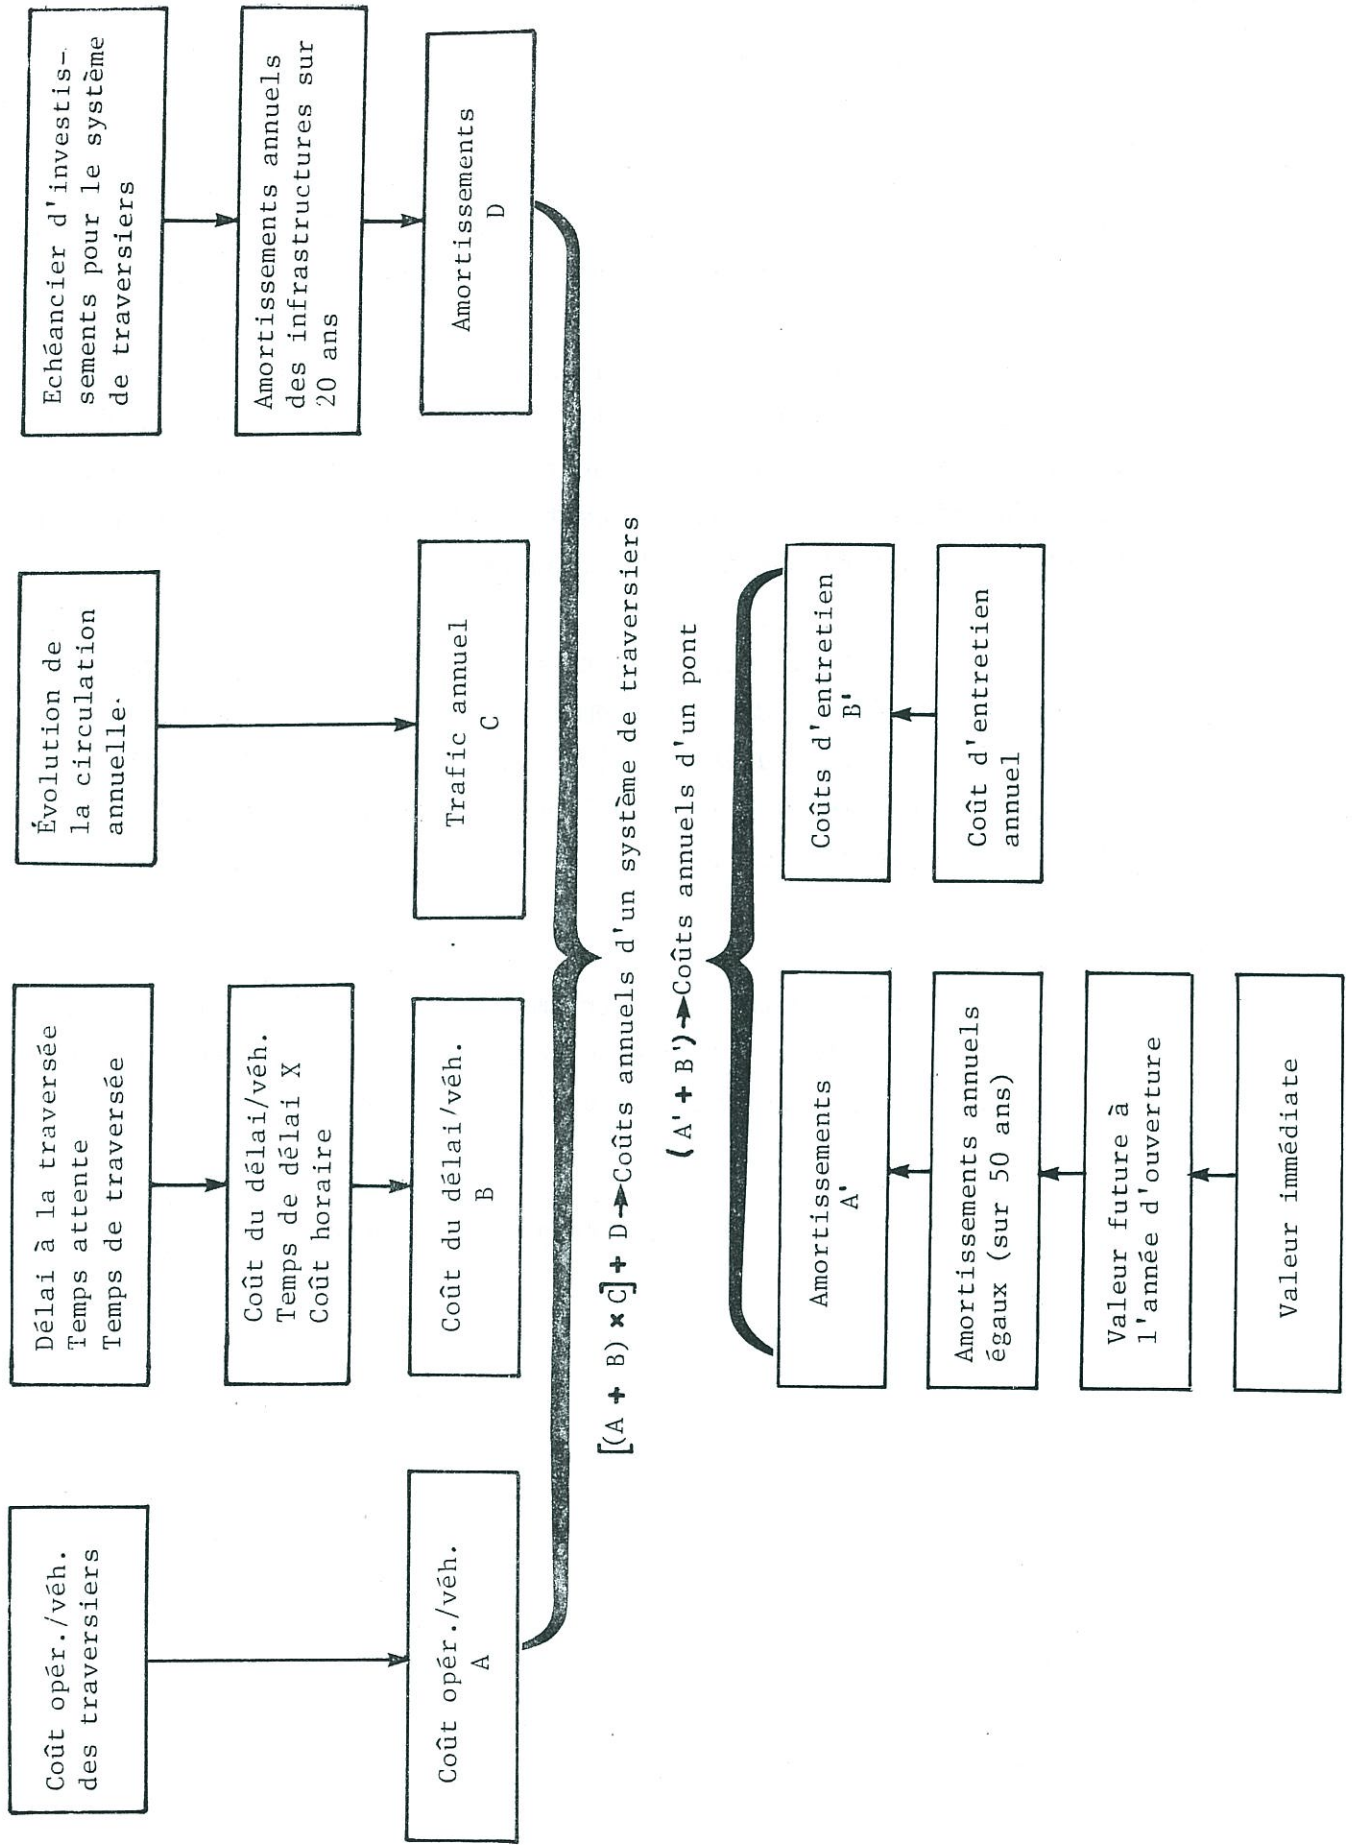 Coût opér./véh.
des traversiers
Coût opér./véh.
A
Délai à la traversée
Temps attente
Temps de traversée
Coût du délai/véh.
Temps de délai X
Coût horaire
Coût du délai/véh.
B
Évolution de
la circulation
annuelle.
Trafic annuel
C
Echéancier d'investis-
sements pour le système
de traversiers
Amortissements annuels
des infrastructures sur
20 ans
Amortissements
D
[(A + B) × C] + D → Coûts annuels d'un système de traversiers
(A' + B') → Coûts annuels d'un pont
Amortissements
A'
Amortissements annuels
égaux (sur 50 ans)
Valeur future à
l'année d'ouverture
Valeur immédiate
Coûts d'entretien
B'
Coût d'entretien
annuel